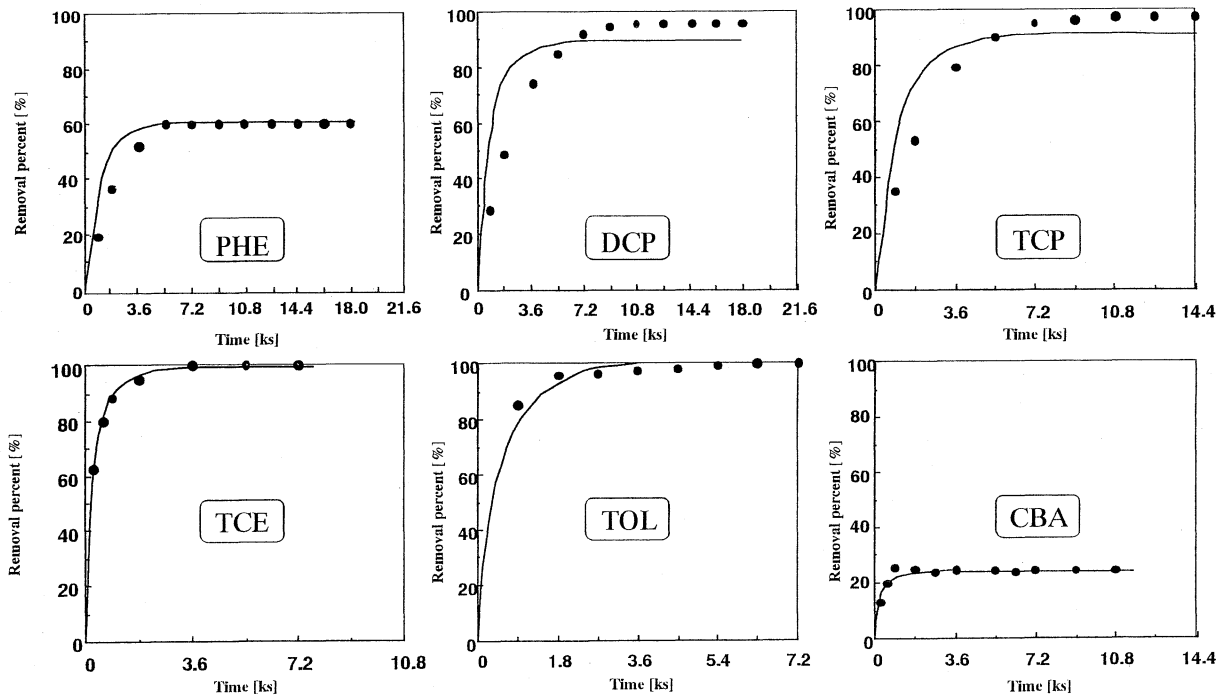 100
80
60
40
20
0
Removal percent [%]
PHE
0 3.6 7.2 10.8 14.4 18.0 21.6
Time [ks]
100
80
60
40
20
0
Removal percent [%]
DCP
0 3.6 7.2 10.8 14.4 18.0 21.6
Time [ks]
100
80
60
40
20
0
Removal percent [%]
TCP
0 3.6 7.2 10.8 14.4
Time [ks]
100
80
60
40
20
0
Removal percent [%]
TCE
0 3.6 7.2 10.8
Time [ks]
100
80
60
40
20
0
Removal percent [%]
TOL
0 1.8 3.6 5.4 7.2
Time [ks]
100
80
60
40
20
0
Removal percent [%]
CBA
0 3.6 7.2 10.8 14.4
Time [ks]